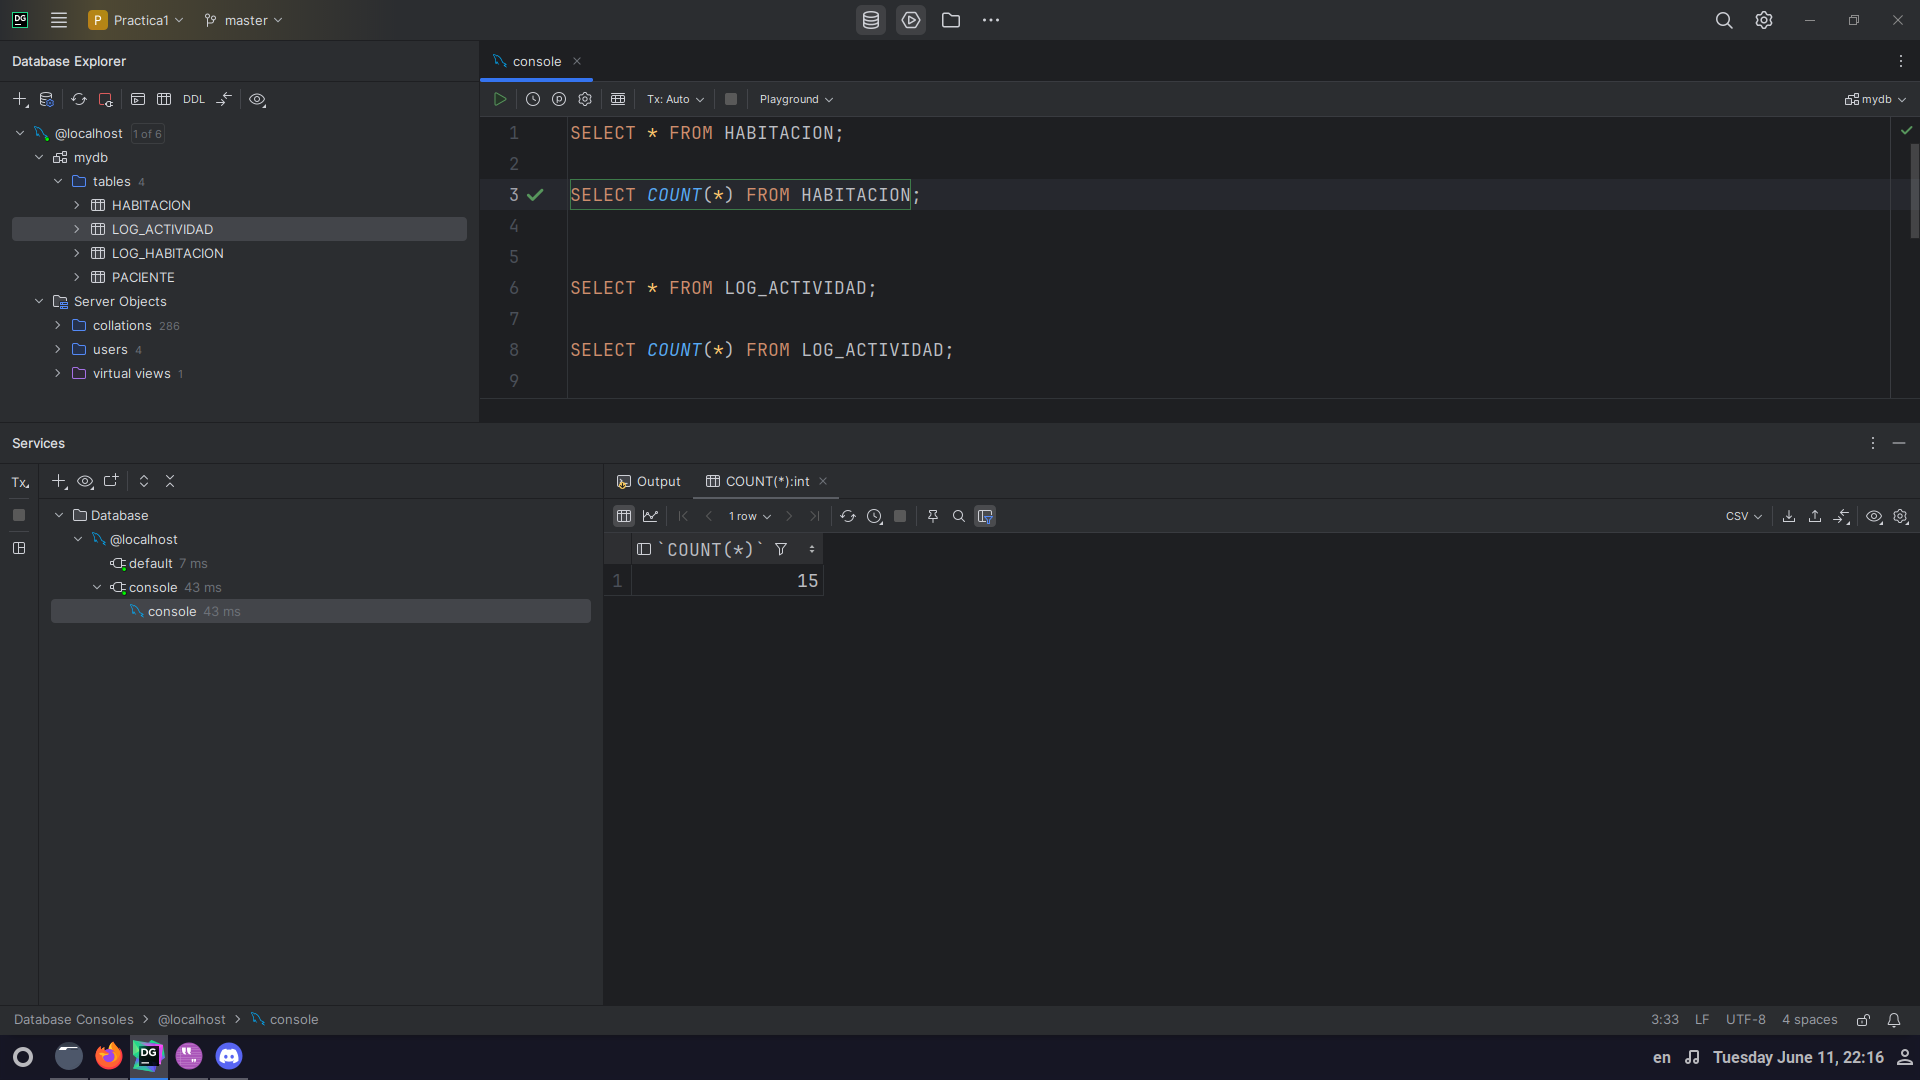 DG
P Practica1
master
Database Explorer
DDL
@localhost 1 of 6
mydb
tables 4
HABITACION
LOG_ACTIVIDAD
LOG_HABITACION
PACIENTE
Server Objects
collations 286
users 4
virtual views 1
console
Tx: Auto
Playground
mydb
1 SELECT * FROM HABITACION;
2
3 SELECT COUNT(*) FROM HABITACION;
4
5
6 SELECT * FROM LOG_ACTIVIDAD;
7
8 SELECT COUNT(*) FROM LOG_ACTIVIDAD;
9
Services
Tx
Database
@localhost
default 7 ms
console 43 ms
console 43 ms
Output
COUNT(*):int
1 row
CSV
`COUNT(*)`
1 15
Database Consoles > @localhost > console
3:33 LF UTF-8 4 spaces
DG
en
Tuesday June 11, 22:16